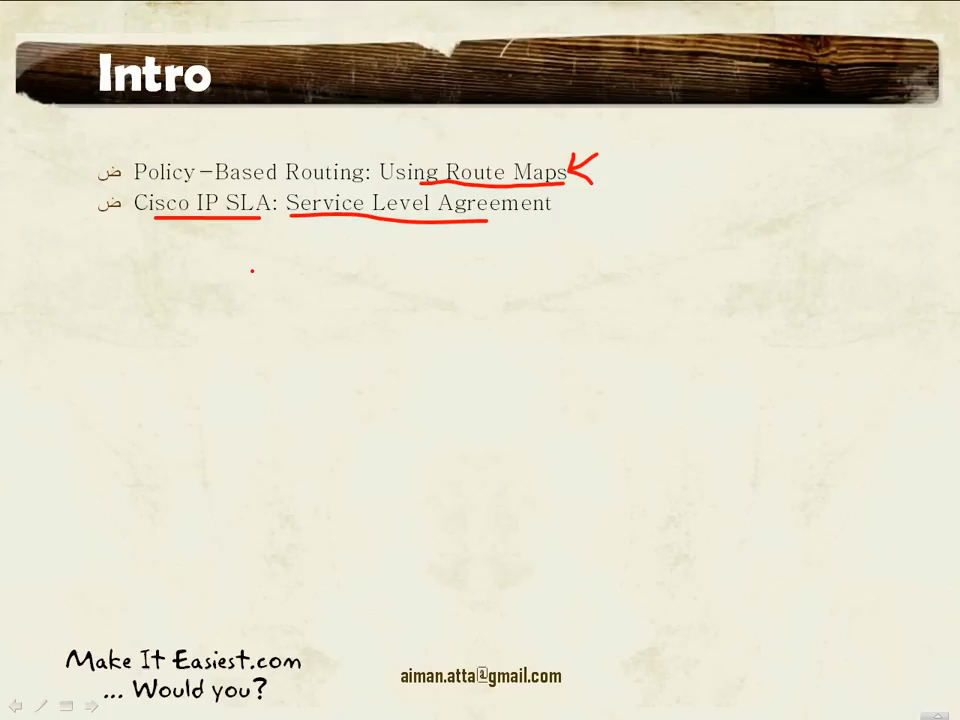 Intro
ض Policy-Based Routing: Using Route Maps
ض Cisco IP SLA: Service Level Agreement
Make It Easiest.com
... Would you?
aiman.atta@gmail.com